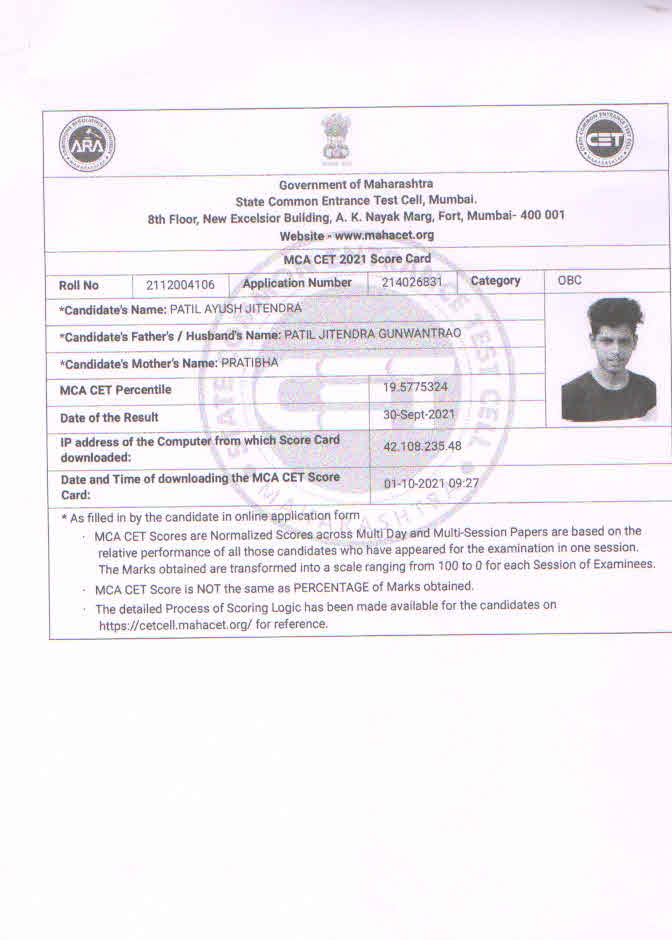 ARA
CET
Government of Maharashtra
State Common Entrance Test Cell, Mumbai.
8th Floor, New Excelsior Building, A. K. Nayak Marg, Fort, Mumbai- 400 001
Website - www.mahacet.org
MCA CET 2021 Score Card
Roll No 2112004106 Application Number 214026831 Category OBC
*Candidate's Name: PATIL AYUSH JITENDRA
*Candidate's Father's / Husband's Name: PATIL JITENDRA GUNWANTRAO
*Candidate's Mother's Name: PRATIBHA
MCA CET Percentile 19.5775324
Date of the Result 30-Sept-2021
IP address of the Computer from which Score Card
downloaded: 42.108.235.48
Date and Time of downloading the MCA CET Score
Card: 01-10-2021 09:27
* As filled in by the candidate in online application form
· MCA CET Scores are Normalized Scores across Multi Day and Multi-Session Papers are based on the
relative performance of all those candidates who have appeared for the examination in one session.
The Marks obtained are transformed into a scale ranging from 100 to 0 for each Session of Examinees.
· MCA CET Score is NOT the same as PERCENTAGE of Marks obtained.
· The detailed Process of Scoring Logic has been made available for the candidates on
https://cetcell.mahacet.org/ for reference.
STATE COMMON ENTRANCE TEST CELL
MAHARASHTRA